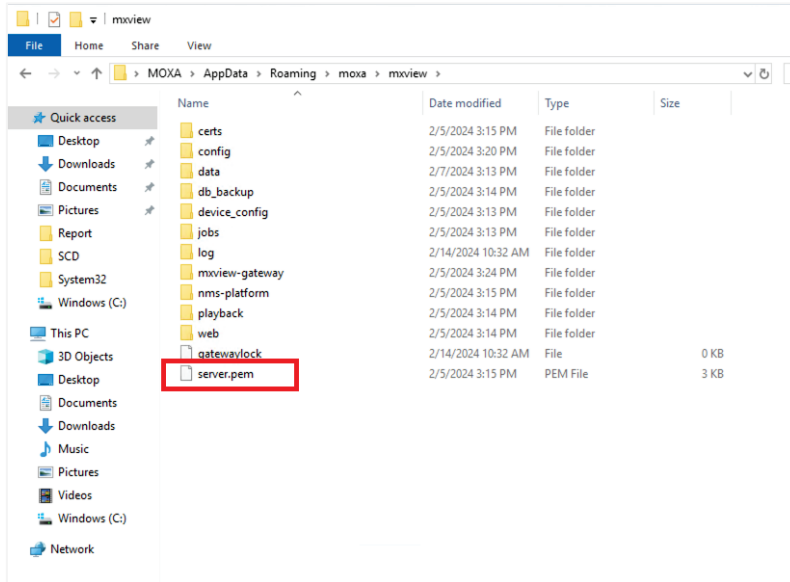 mxview
File Home Share View
MOXA > AppData > Roaming > moxa > mxview >
Name Date modified Type Size
Quick access
Desktop
Downloads
Documents
Pictures
Report
SCD
System32
Windows (C:)
This PC
3D Objects
Desktop
Documents
Downloads
Music
Pictures
Videos
Windows (C:)
Network
certs 2/5/2024 3:15 PM File folder
config 2/5/2024 3:20 PM File folder
data 2/7/2024 3:13 PM File folder
db_backup 2/5/2024 3:14 PM File folder
device_config 2/5/2024 3:13 PM File folder
jobs 2/5/2024 3:13 PM File folder
log 2/14/2024 10:32 AM File folder
mxview-gateway 2/5/2024 3:24 PM File folder
nms-platform 2/5/2024 3:15 PM File folder
playback 2/5/2024 3:14 PM File folder
web 2/5/2024 3:14 PM File folder
gatewaylock 2/14/2024 10:32 AM File 0 KB
server.pem 2/5/2024 3:15 PM PEM File 3 KB